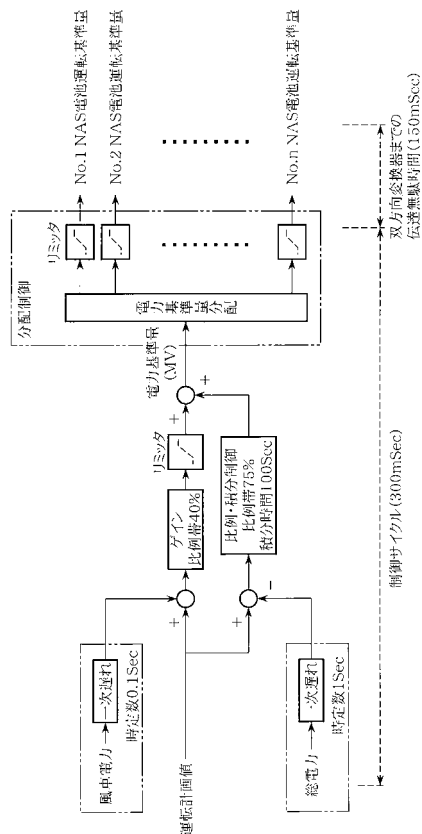 風車電力
一次遅れ
時定数0.1Sec
運転計画値
総電力
一次遅れ
時定数1Sec
+
+
−
ゲイン
比例帯40%
リミッタ
比例・積分制御
比例帯75%
積分時間100Sec
+
+
電力基準量
(MV)
分配制御
電力基準量分配
リミッタ
No.1 NAS電池運転基準量
No.2 NAS電池運転基準量
No.n NAS電池運転基準量
制御サイクル(300mSec)
双方向変換器までの
伝達無駄時間(150mSec)